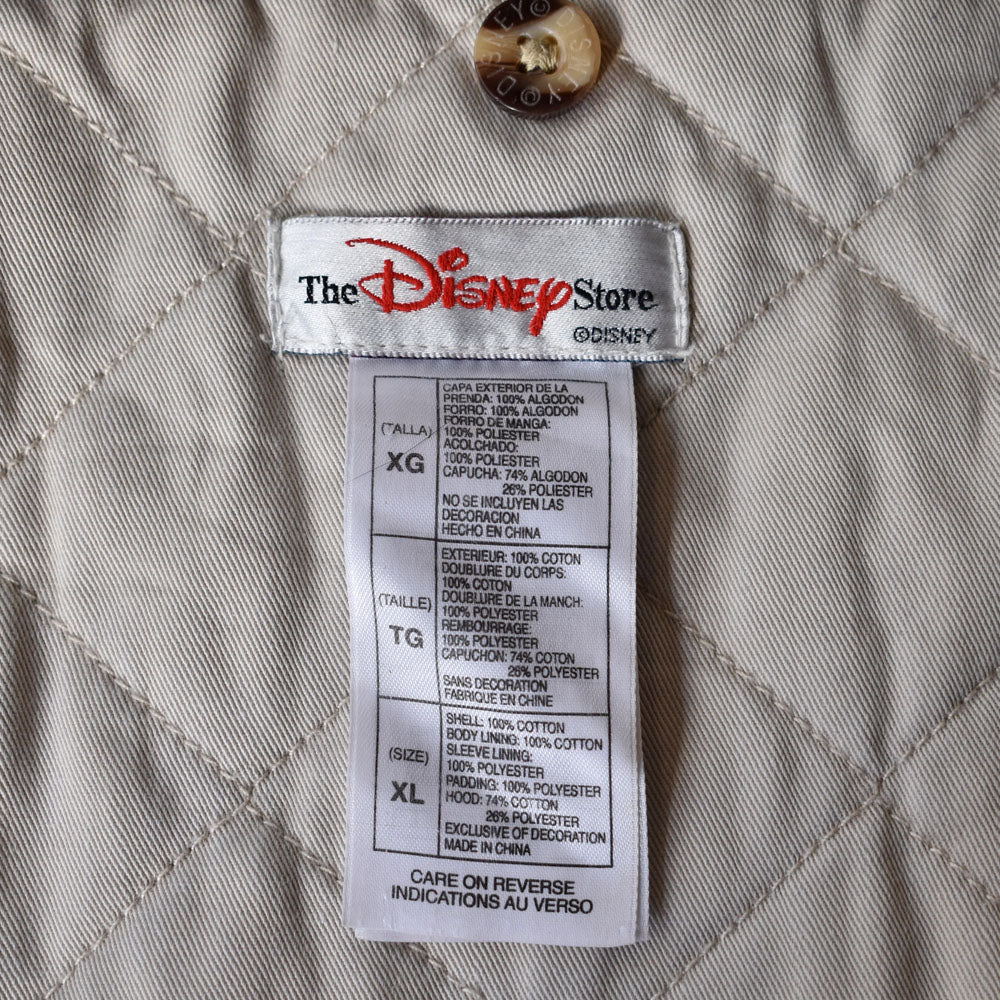 DISNEY© DISNEY©
The Disney Store
©DISNEY
(TALLA)
XG
CAPA EXTERIOR DE LA
PRENDA: 100% ALGODON
FORRO: 100% ALGODON
FORRO DE MANGA:
100% POLIESTER
ACOLCHADO:
100% POLIESTER
CAPUCHA: 74% ALGODON
26% POLIESTER
NO SE INCLUYEN LAS
DECORACION
HECHO EN CHINA
(TAILLE)
TG
EXTERIEUR: 100% COTON
DOUBLURE DU CORPS:
100% COTON
DOUBLURE DE LA MANCH:
100% POLYESTER
REMBOURRAGE:
100% POLYESTER
CAPUCHON: 74% COTON
26% POLYESTER
SANS DECORATION
FABRIQUE EN CHINE
(SIZE)
XL
SHELL: 100% COTTON
BODY LINING: 100% COTTON
SLEEVE LINING:
100% POLYESTER
PADDING: 100% POLYESTER
HOOD: 74% COTTON
26% POLYESTER
EXCLUSIVE OF DECORATION
MADE IN CHINA
CARE ON REVERSE
INDICATIONS AU VERSO